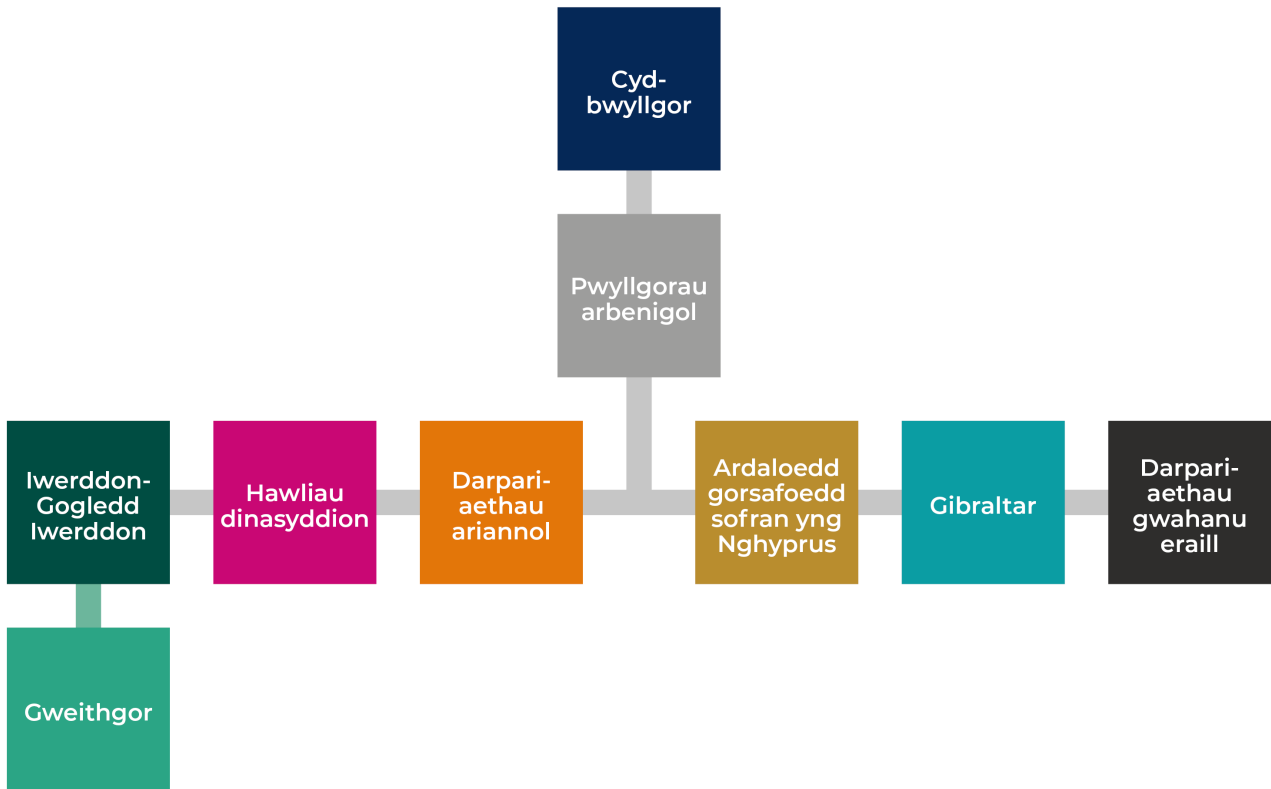 Cyd-
bwyllgor
Pwyllgorau
arbenigol
Iwerddon-
Gogledd
Iwerddon
Hawliau
dinasyddion
Darpari-
aethau
ariannol
Ardaloedd
gorsafoedd
sofran yng
Nghyprus
Gibraltar
Darpari-
aethau
gwahanu
eraill
Gweithgor